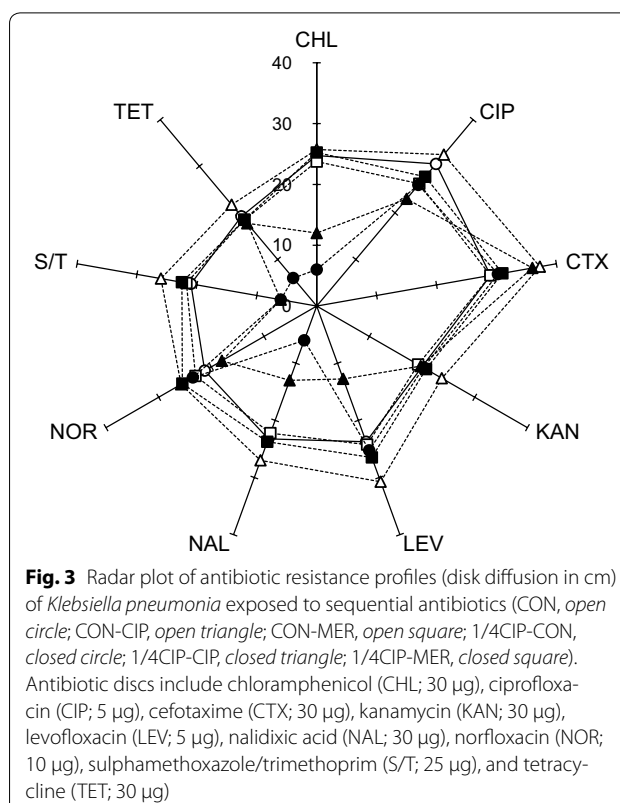 CHL
40
TET
CIP
30
20
S/T
CTX
10
0
NOR
KAN
NAL
LEV
Fig. 3 Radar plot of antibiotic resistance profiles (disk diffusion in cm)
of Klebsiella pneumonia exposed to sequential antibiotics (CON, open
circle; CON-CIP, open triangle; CON-MER, open square; 1/4CIP-CON,
closed circle; 1/4CIP-CIP, closed triangle; 1/4CIP-MER, closed square).
Antibiotic discs include chloramphenicol (CHL; 30 μg), ciprofloxa-
cin (CIP; 5 μg), cefotaxime (CTX; 30 μg), kanamycin (KAN; 30 μg),
levofloxacin (LEV; 5 μg), nalidixic acid (NAL; 30 μg), norfloxacin (NOR;
10 μg), sulphamethoxazole/trimethoprim (S/T; 25 μg), and tetracy-
cline (TET; 30 μg)